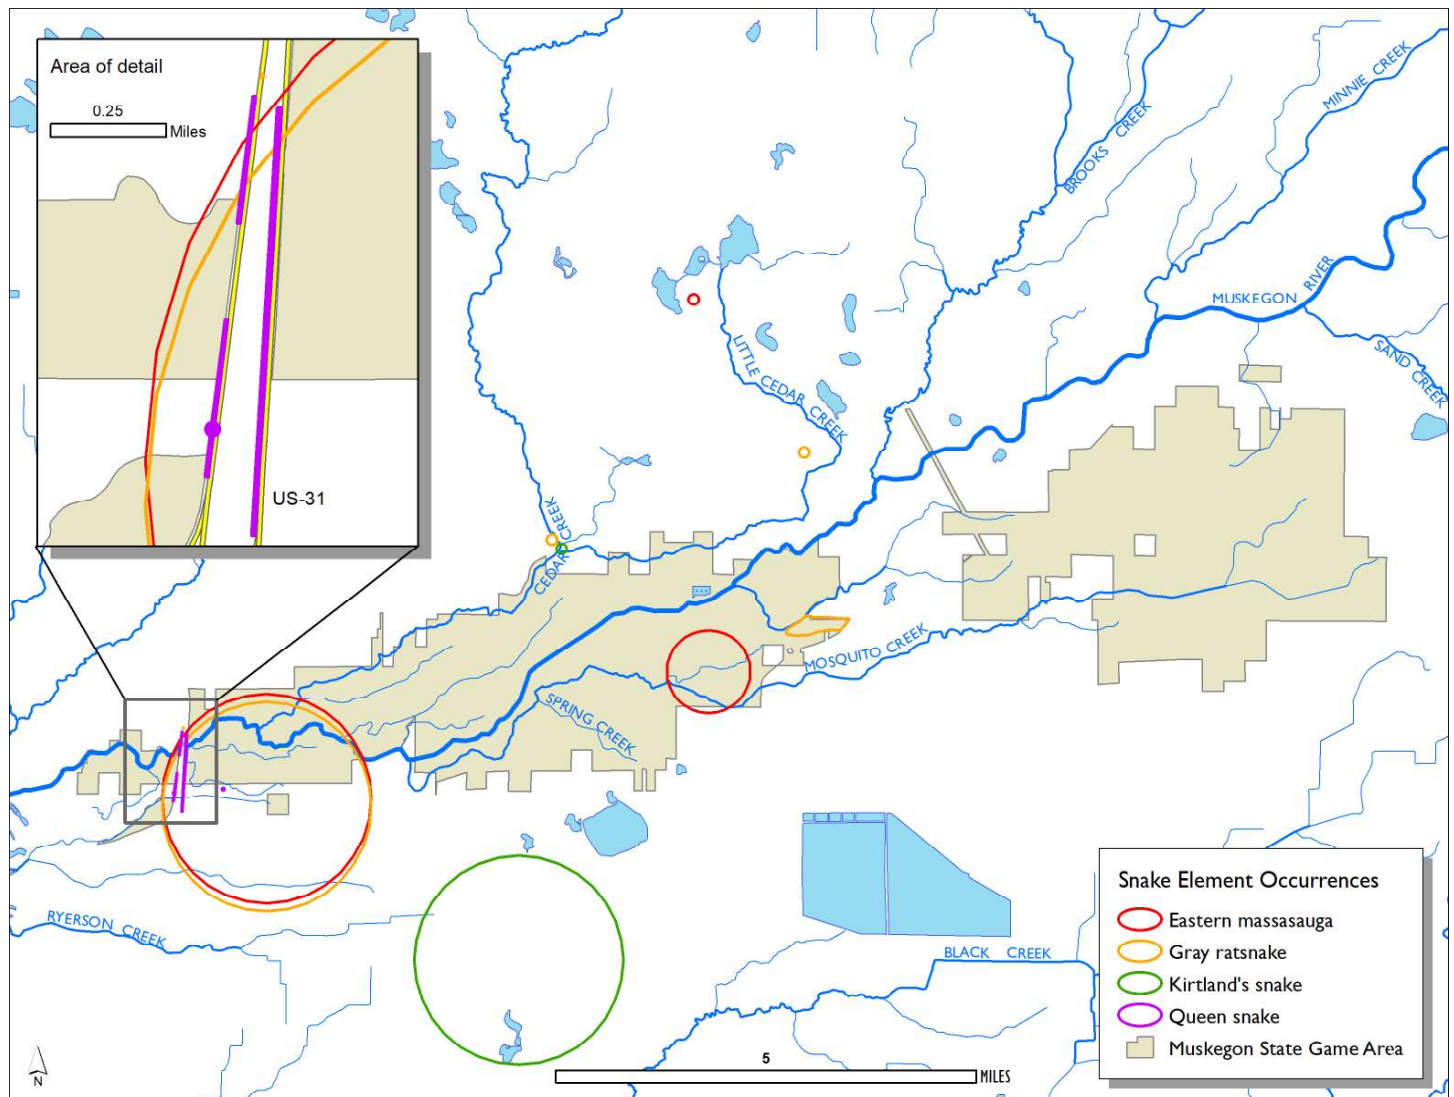 Area of detail
0.25
Miles
US-31
BROOKS CREEK
MINNIE CREEK
MUSKEGON RIVER
SAND CREEK
LITTLE CEDAR CREEK
CEDAR CREEK
MOSQUITO CREEK
SPRING CREEK
RYERSON CREEK
BLACK CREEK
Snake Element Occurrences
Eastern massasauga
Gray ratsnake
Kirtland's snake
Queen snake
Muskegon State Game Area
N
5
MILES